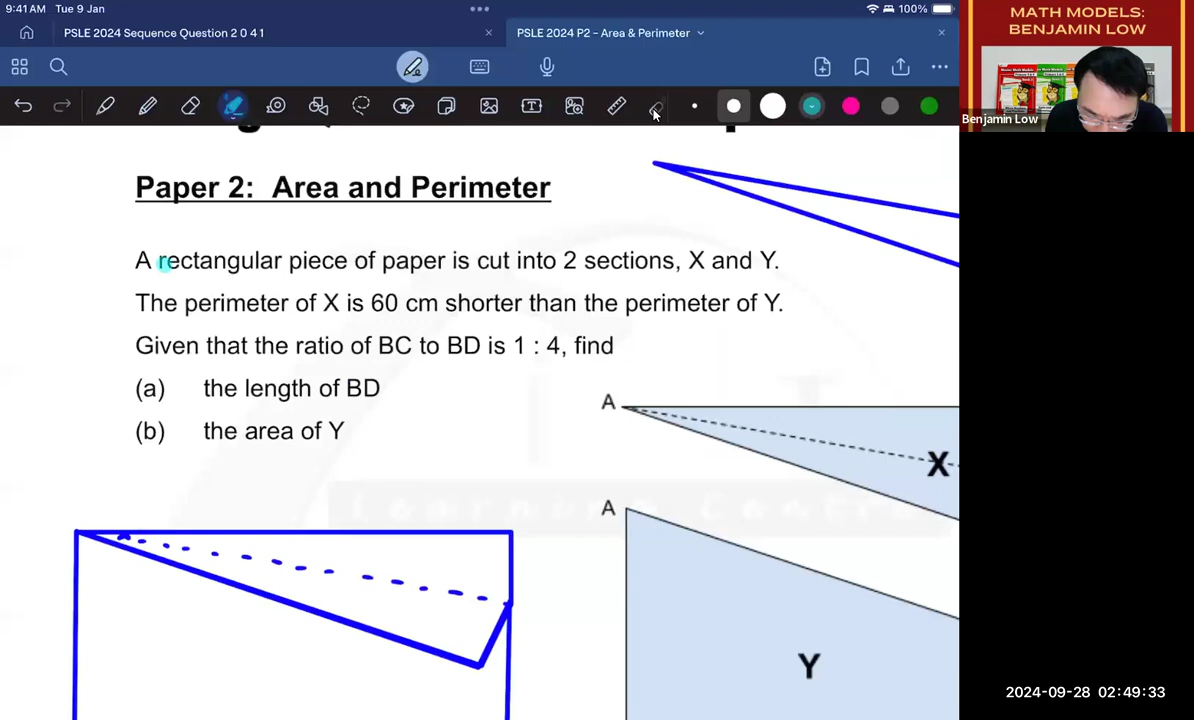 9:41 AM Tue 9 Jan
100%
PSLE 2024 Sequence Question 2 0 4 1
PSLE 2024 P2 – Area & Perimeter
MATH MODELS:
BENJAMIN LOW
Benjamin Low
Paper 2: Area and Perimeter
A rectangular piece of paper is cut into 2 sections, X and Y.
The perimeter of X is 60 cm shorter than the perimeter of Y.
Given that the ratio of BC to BD is 1 : 4, find
(a) the length of BD
(b) the area of Y
A
X
A
Y
Learning Centr
2024-09-28 02:49:33